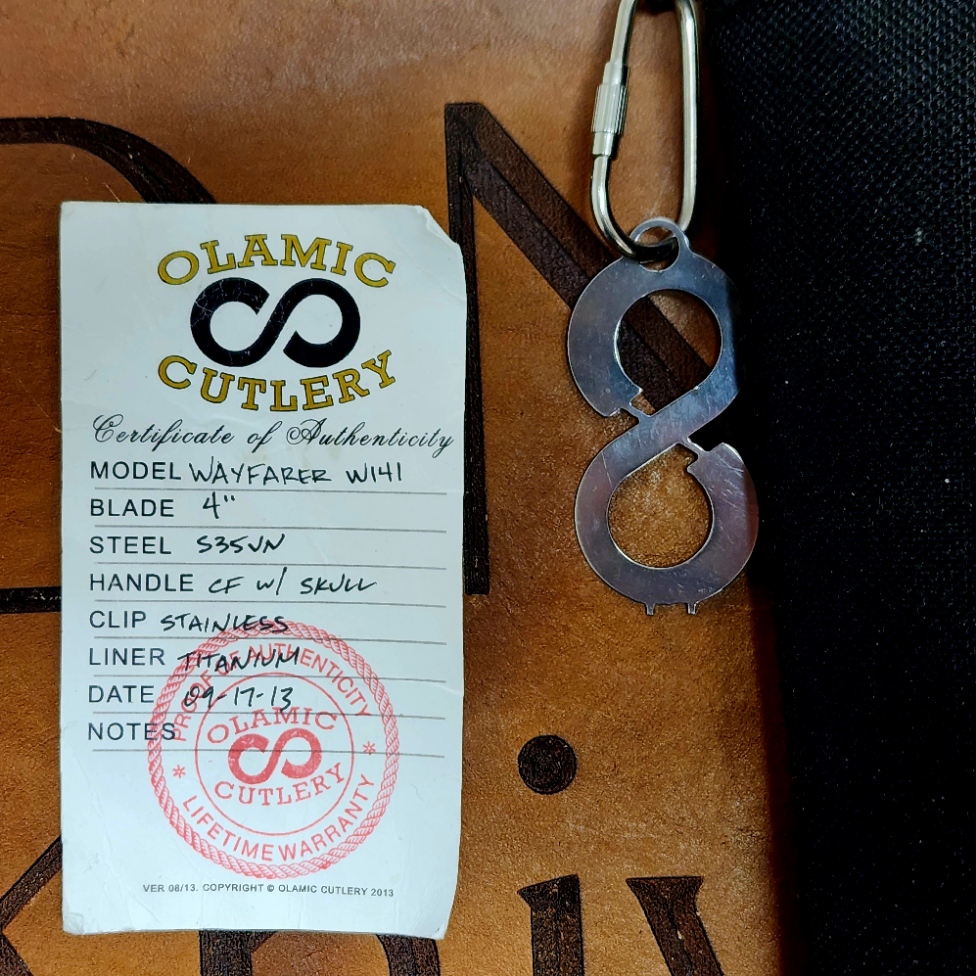 OLAMIC
CUTLERY
Certificate of Authenticity
MODEL WAYFARER W141
BLADE 4"
STEEL S35VN
HANDLE CF W/ SKULL
CLIP STAINLESS
LINER TITANIUM
DATE 09-17-13
NOTES
PROOF OF AUTHENTICITY
OLAMIC
CUTLERY
* LIFETIME WARRANTY *
VER 08/13. COPYRIGHT © OLAMIC CUTLERY 2013